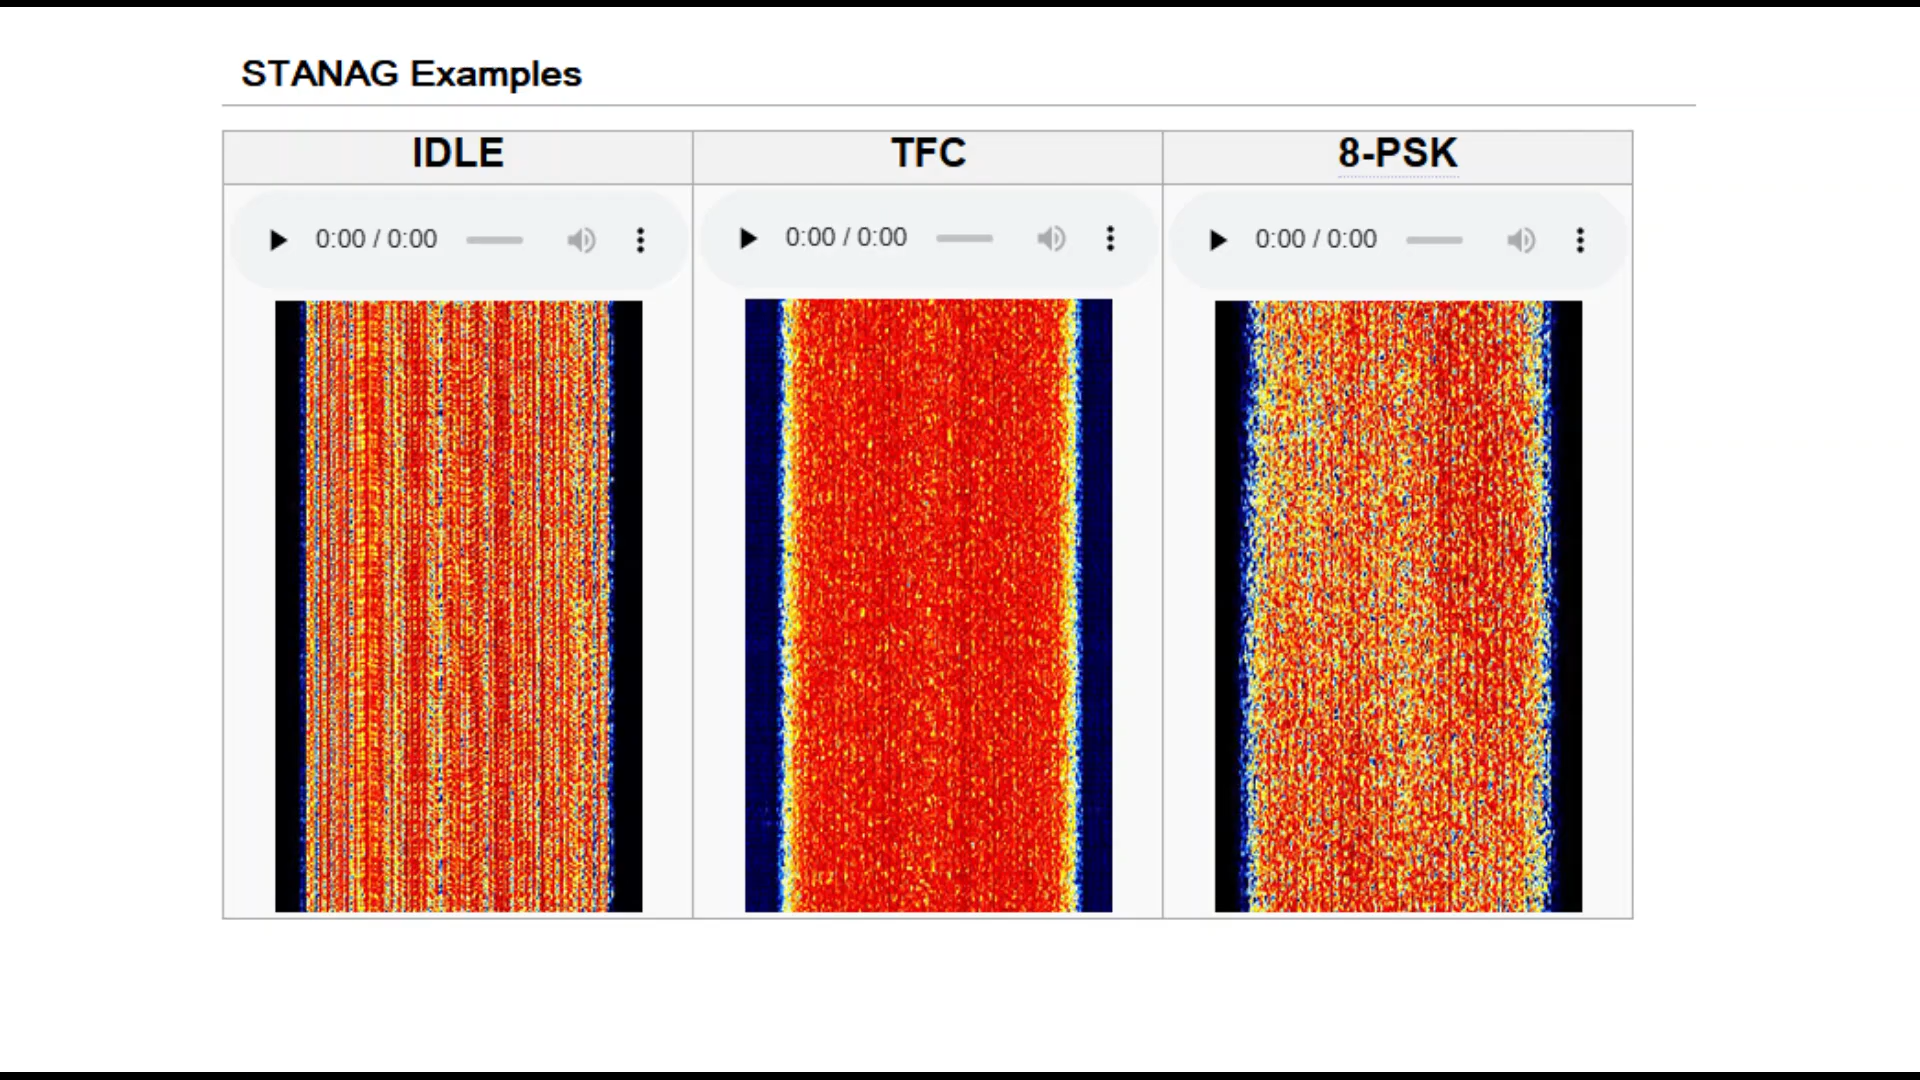 STANAG Examples
IDLE TFC 8-PSK
0:00 / 0:00 0:00 / 0:00 0:00 / 0:00